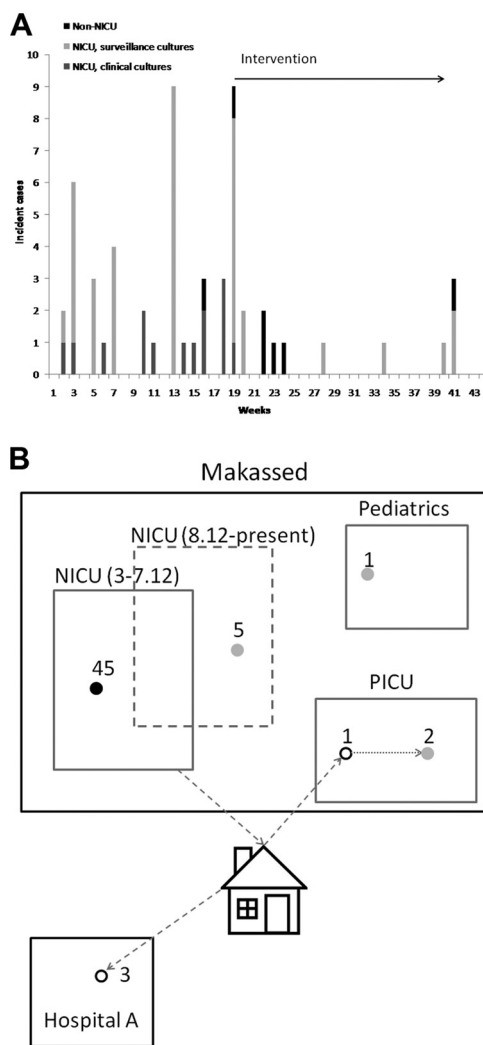 A
Non-NICU
NICU, surveillance cultures
NICU, clinical cultures
Intervention
10
9
8
7
6
5
4
3
2
1
0
Incident cases
1 3 5 7 9 11 13 15 17 19 21 23 25 27 29 31 33 35 37 39 41 43
Weeks
B
Makassed
Pediatrics
1
NICU (8.12-present)
NICU (3-7.12)
5
45
PICU
1 2
3
Hospital A